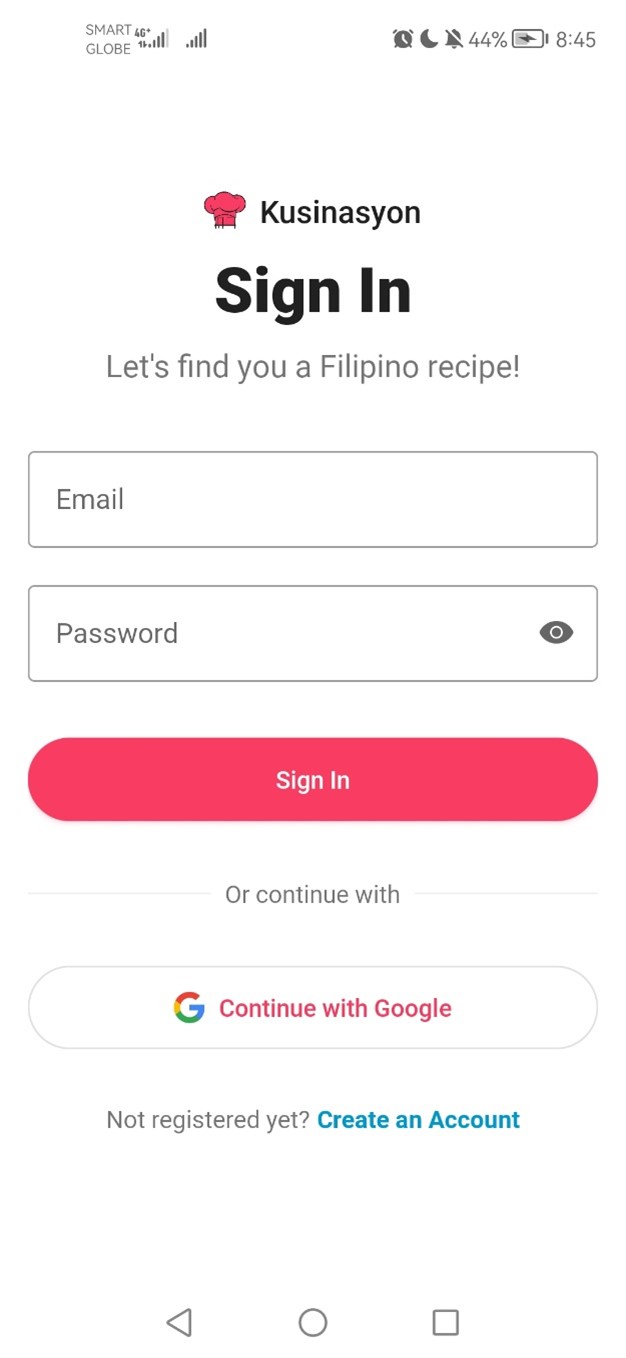 SMART 4G+
GLOBE
44% 8:45
Kusinasyon
Sign In
Let's find you a Filipino recipe!
Email
Password
Sign In
Or continue with
Continue with Google
Not registered yet? Create an Account